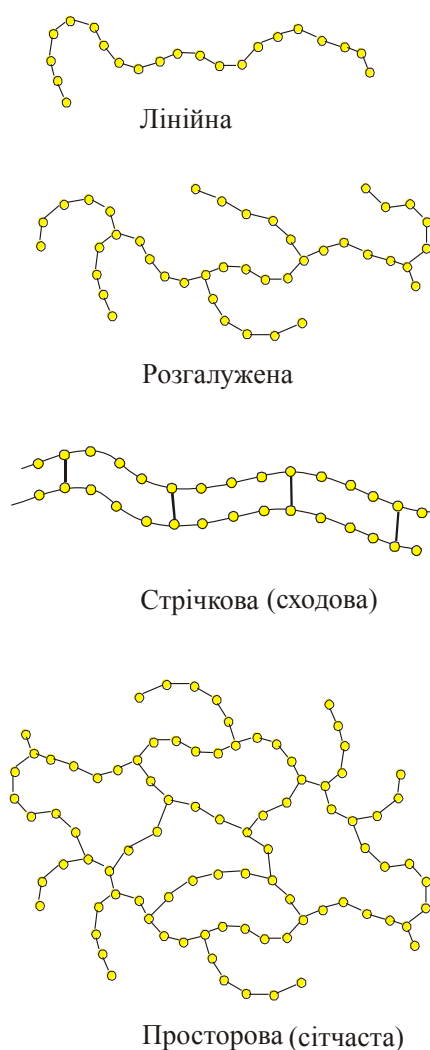 Лінійна
Розгалужена
Стрічкова (сходова)
Просторова (сітчаста)